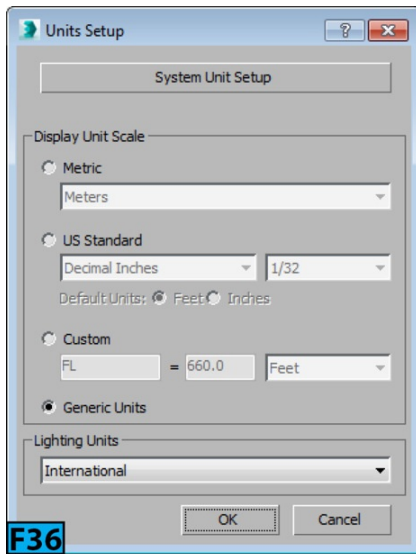 Units Setup
System Unit Setup
Display Unit Scale
Metric
Meters
US Standard
Decimal Inches 1/32
Default Units: Feet Inches
Custom
FL = 660.0 Feet
Generic Units
Lighting Units
International
OK Cancel
F36